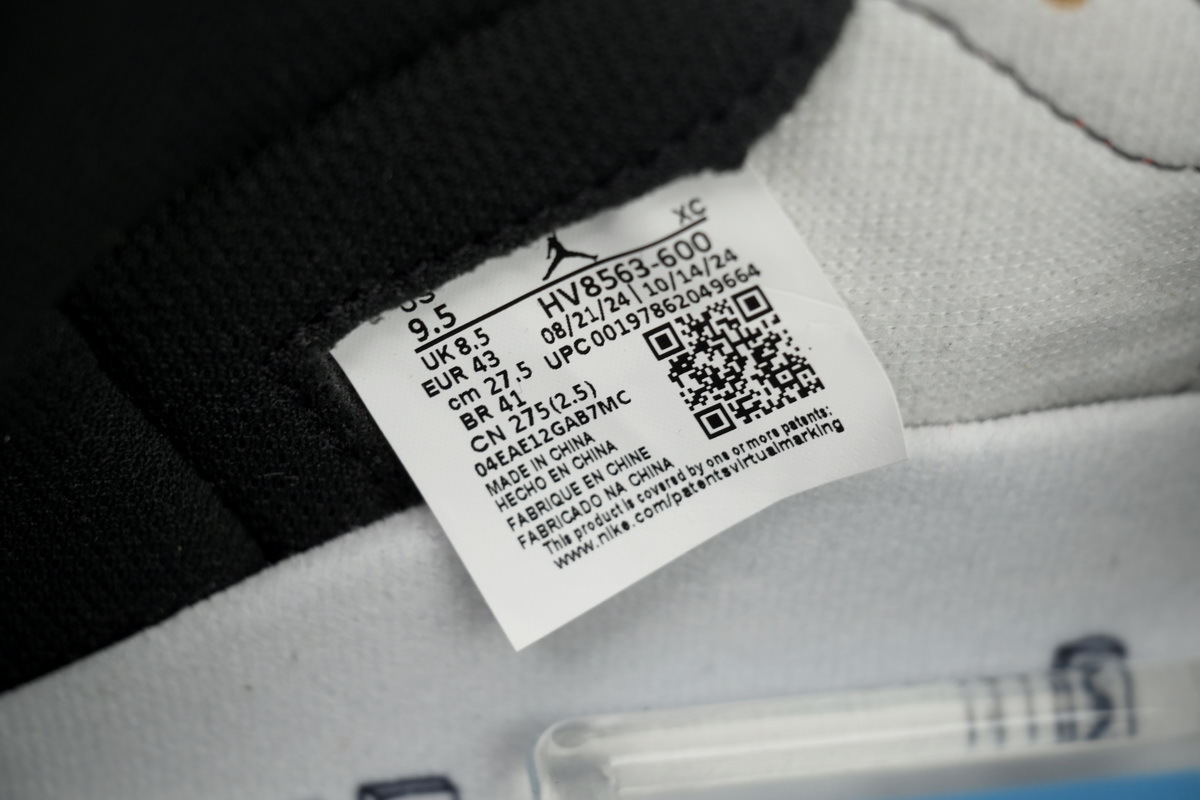 XC
US
9.5
HV8563-600
UK 8.5
08/21/24 | 10/14/24
EUR 43
UPC 00197862049664
cm 27,5
BR 41
CN 275(2.5)
04EAE12GAB7MC
MADE IN CHINA
HECHO EN CHINA
FABRIQUE EN CHINE
FABRICADO NA CHINA
This product is covered by one or more patents:
www.nike.com/patentsvirtualmarking